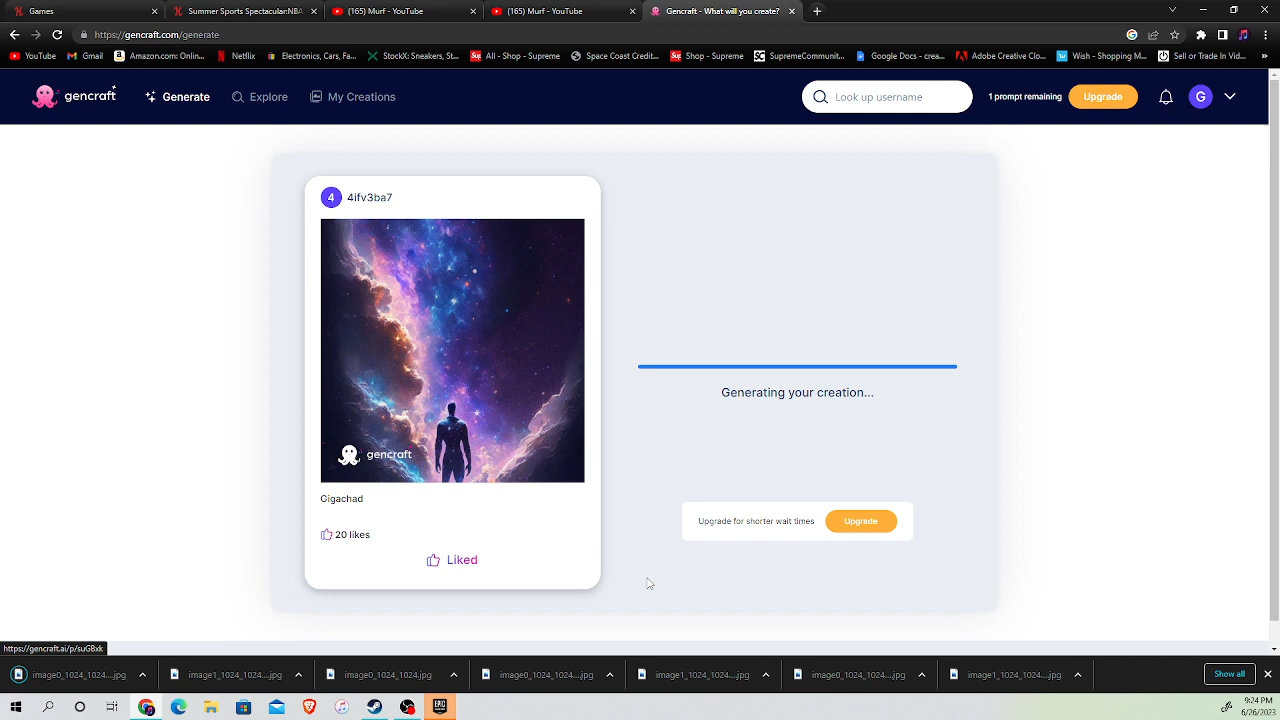 Games
Summer Sports Spectacular:NBA
(165) Murf - YouTube
(165) Murf - YouTube
Gencraft - What will you create?
https://gencraft.com/generate
YouTube
Gmail
Amazon.com: Onlin...
Netflix
Electronics, Cars, Fa...
StockX: Sneakers, St...
All - Shop - Supreme
Space Coast Credit...
Shop - Supreme
SupremeCommunit...
Google Docs - crea...
Adobe Creative Clo...
Wish - Shopping M...
Sell or Trade In Vid...
gencraft
Generate
Explore
My Creations
Look up username
1 prompt remaining
Upgrade
G
4
4ifv3ba7
gencraft
Gigachad
20 likes
Liked
Generating your creation...
Upgrade for shorter wait times
Upgrade
https://gencraft.ai/p/suGBxk
image0_1024_1024....jpg
image1_1024_1024....jpg
image0_1024_1024.jpg
image0_1024_1024....jpg
image1_1024_1024....jpg
image0_1024_1024....jpg
image1_1024_1024....jpg
Show all
9:24 PM
6/26/2023